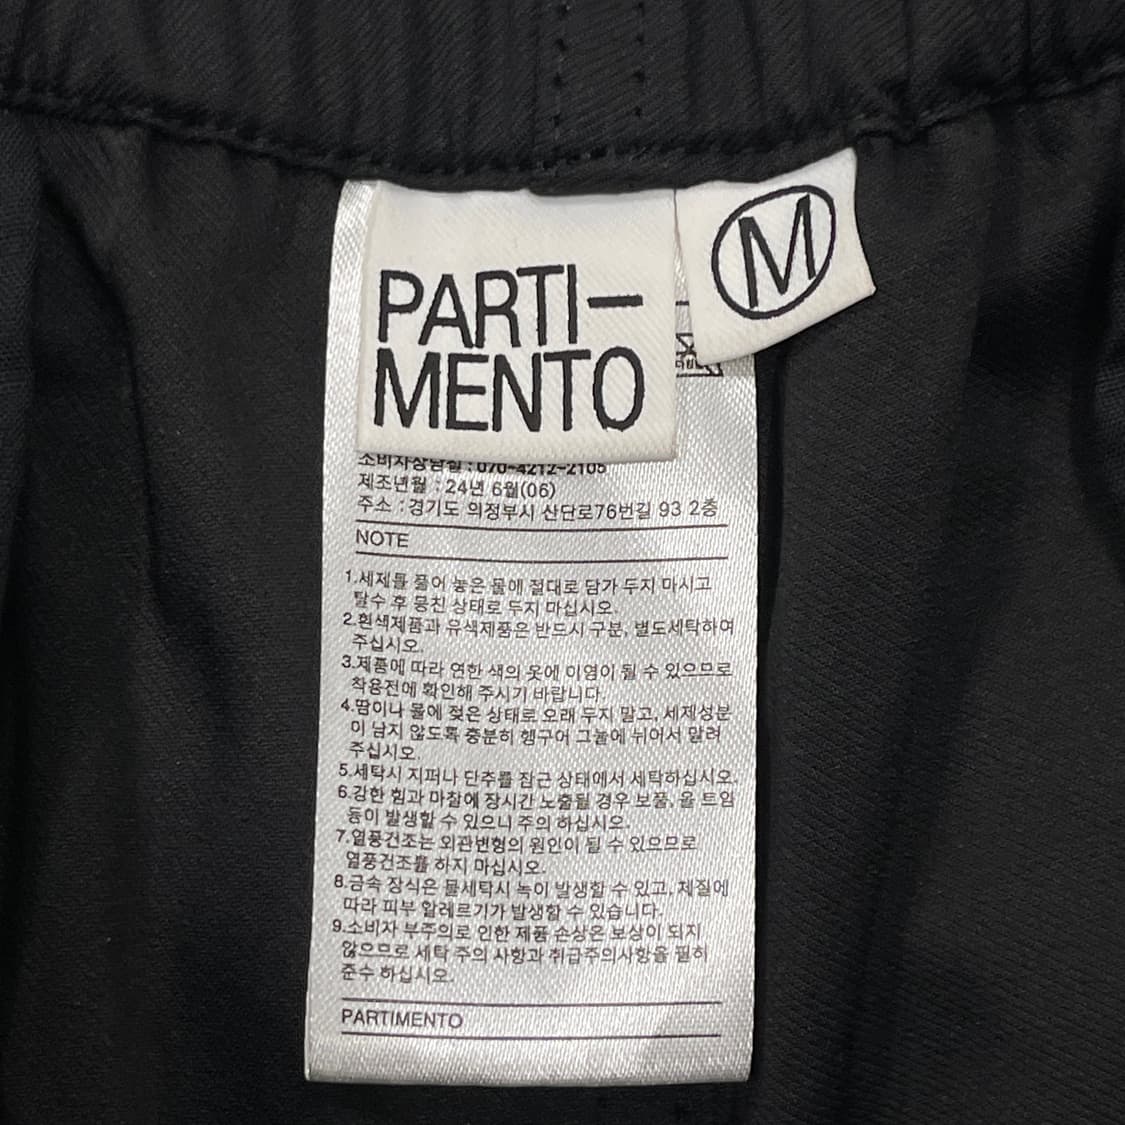 PARTI-
MENTO
M
소비자상담실 : 070-4212-2105
제조년월 : 24년 6월(06)
주소 : 경기도 의정부시 산단로76번길 93 2층
NOTE
1.세제를 풀어 놓은 물에 절대로 담가 두지 마시고
탈수 후 뭉친 상태로 두지 마십시오.
2.흰색제품과 유색제품은 반드시 구분, 별도세탁하여
주십시오.
3.제품에 따라 연한 색의 옷에 이염이 될 수 있으므로
착용전에 확인해 주시기 바랍니다.
4.땀이나 물에 젖은 상태로 오래 두지 말고, 세제성분
이 남지 않도록 충분히 헹구어 그늘에 뉘어서 말려
주십시오.
5.세탁시 지퍼나 단추를 잠근 상태에서 세탁하십시오.
6.강한 힘과 마찰에 장시간 노출될 경우 보풀, 올 트임
등이 발생할 수 있으니 주의 하십시오.
7.열풍건조는 외관변형의 원인이 될 수 있으므로
열풍건조를 하지 마십시오.
8.금속 장식은 물세탁시 녹이 발생할 수 있고, 체질에
따라 피부 알레르기가 발생할 수 있습니다.
9.소비자 부주의로 인한 제품 손상은 보상이 되지
않으므로 세탁 주의 사항과 취급주의사항을 필히
준수 하십시오.
PARTIMENTO